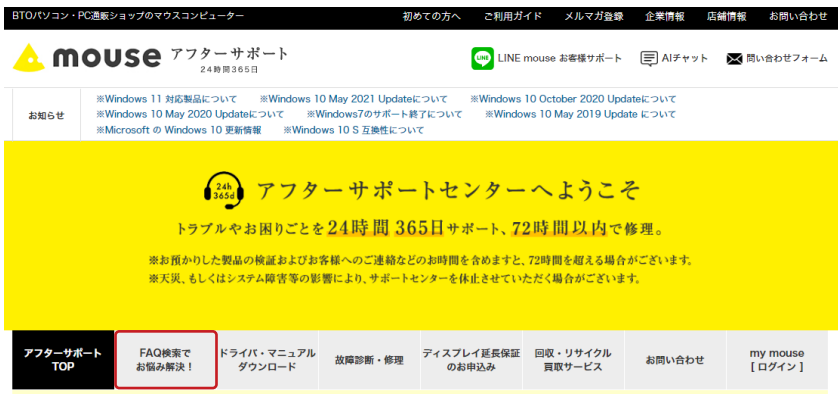 BTOパソコン・PC通販ショップのマウスコンピューター 初めての方へ ご利用ガイド メルマガ登録 企業情報 店舗情報 お問い合わせ
mouse アフターサポート
24時間365日
LINE mouse お客様サポート AIチャット 問い合わせフォーム
お知らせ
※Windows 11 対応製品について ※Windows 10 May 2021 Updateについて ※Windows 10 October 2020 Updateについて
※Windows 10 May 2020 Updateについて ※Windows7のサポート終了について ※Windows 10 May 2019 Update について
※Microsoft の Windows 10 更新情報 ※Windows 10 S 互換性について
24h
365d
アフターサポートセンターへようこそ
トラブルやお困りごとを24時間365日サポート、72時間以内で修理。
※お預かりした製品の検証およびお客様へのご連絡などのお時間を含めますと、72時間を超える場合がございます。
※天災、もしくはシステム障害等の影響により、サポートセンターを休止させていただく場合がございます。
アフターサポート
TOP
FAQ検索で
お悩み解決！
ドライバ・マニュアル
ダウンロード
故障診断・修理
ディスプレイ延長保証
のお申込み
回収・リサイクル
買取サービス
お問い合わせ
my mouse
[ ログイン ]